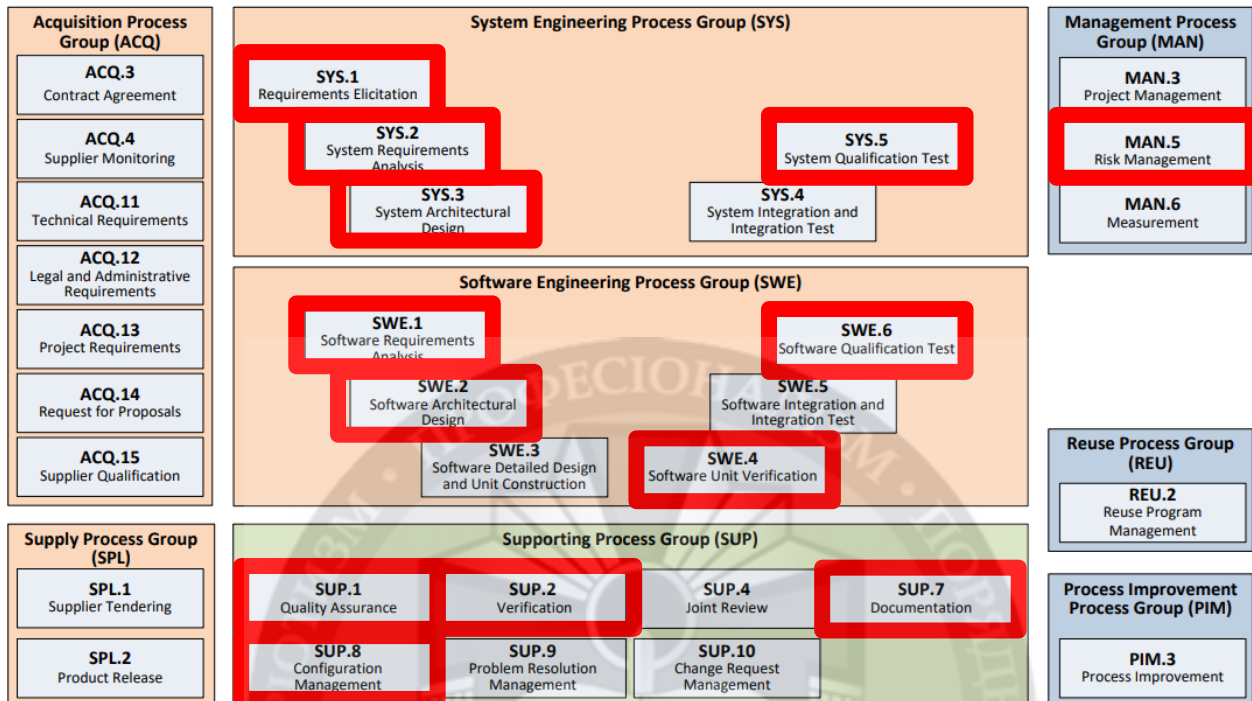 Acquisition Process
Group (ACQ)
ACQ.3
Contract Agreement
ACQ.4
Supplier Monitoring
ACQ.11
Technical Requirements
ACQ.12
Legal and Administrative
Requirements
ACQ.13
Project Requirements
ACQ.14
Request for Proposals
ACQ.15
Supplier Qualification
Supply Process Group
(SPL)
SPL.1
Supplier Tendering
SPL.2
Product Release
System Engineering Process Group (SYS)
SYS.1
Requirements Elicitation
SYS.2
System Requirements
Analysis
SYS.3
System Architectural
Design
SYS.5
System Qualification Test
SYS.4
System Integration and
Integration Test
Software Engineering Process Group (SWE)
SWE.1
Software Requirements
Analysis
SWE.2
Software Architectural
Design
SWE.3
Software Detailed Design
and Unit Construction
SWE.6
Software Qualification Test
SWE.5
Software Integration and
Integration Test
SWE.4
Software Unit Verification
Supporting Process Group (SUP)
SUP.1
Quality Assurance
SUP.2
Verification
SUP.4
Joint Review
SUP.7
Documentation
SUP.8
Configuration
Management
SUP.9
Problem Resolution
Management
SUP.10
Change Request
Management
Management Process
Group (MAN)
MAN.3
Project Management
MAN.5
Risk Management
MAN.6
Measurement
Reuse Process Group
(REU)
REU.2
Reuse Program
Management
Process Improvement
Process Group (PIM)
PIM.3
Process Improvement